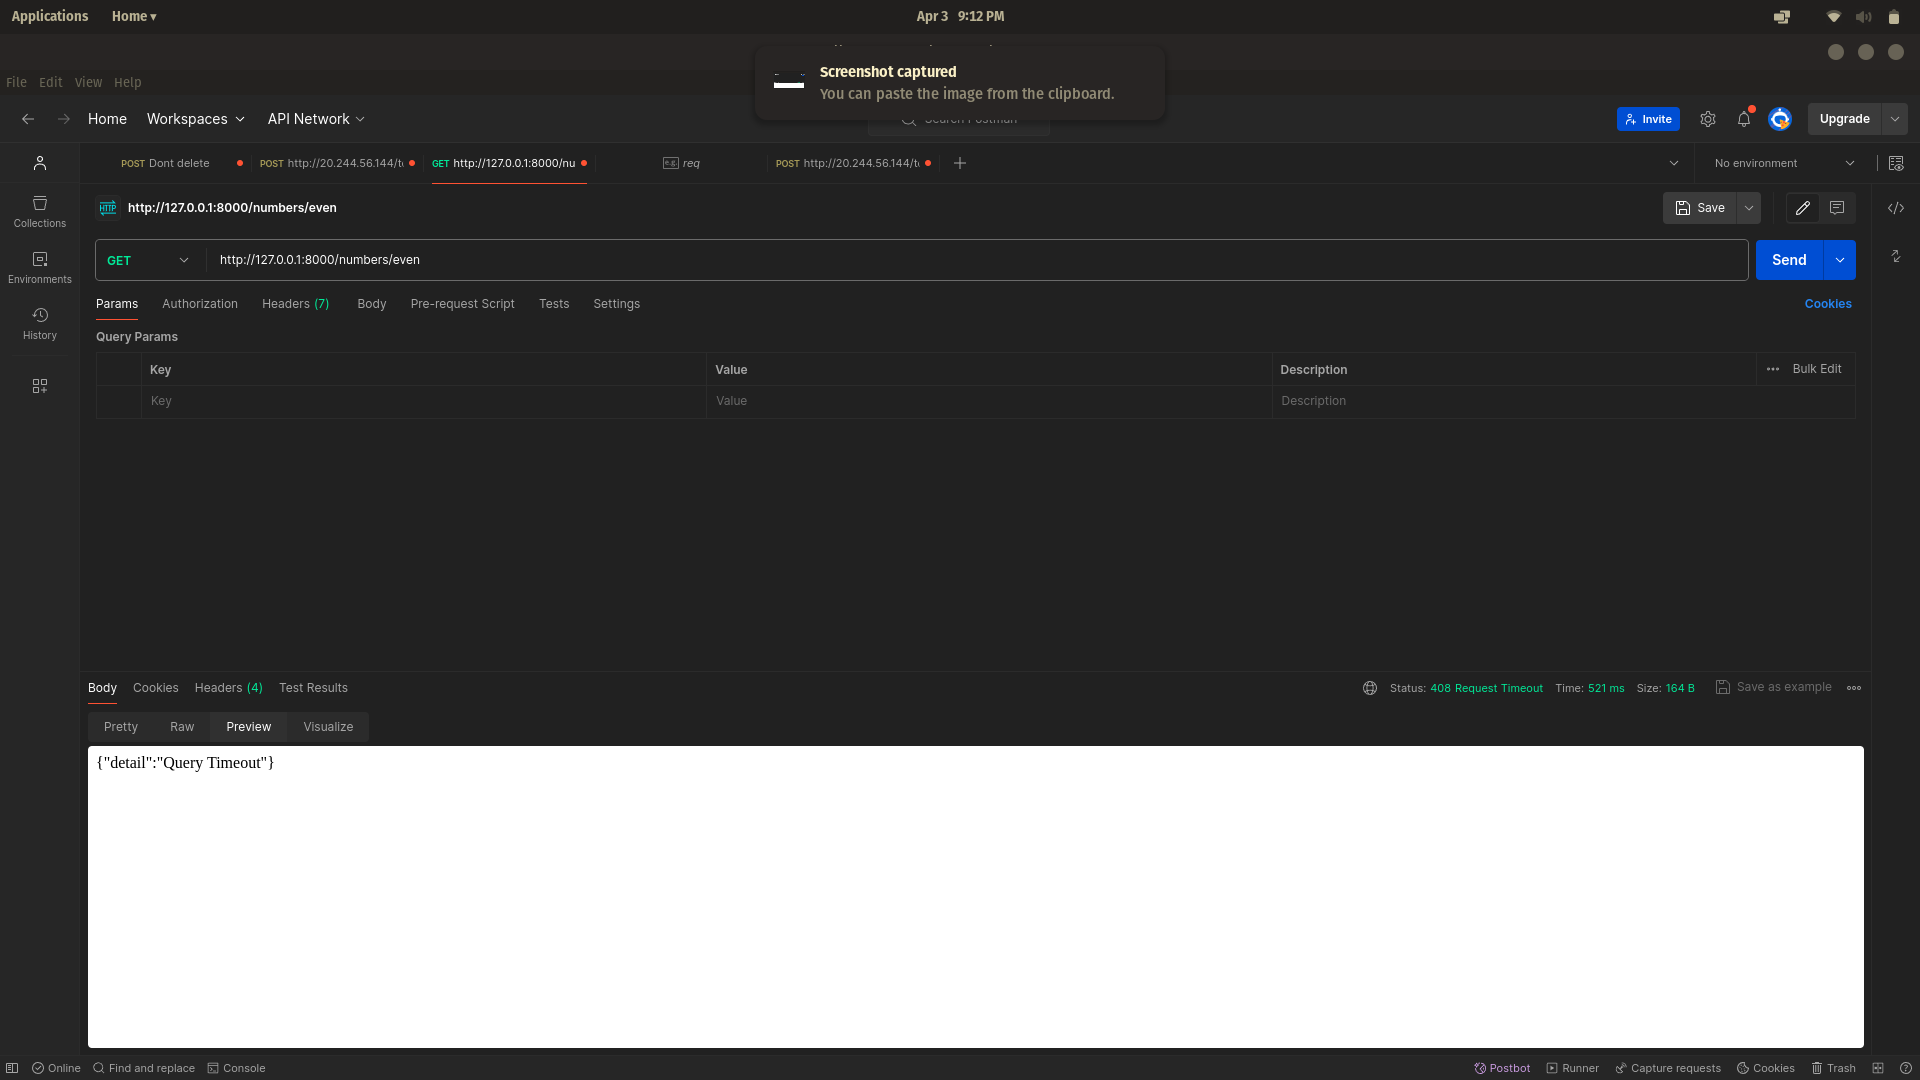 Applications Home ▾ Apr 3 9:12 PM
Screenshot captured
File Edit View Help
You can paste the image from the clipboard.
Home Workspaces API Network Search Postman Invite Upgrade
POST Dont delete POST http://20.244.56.144/t GET http://127.0.0.1:8000/nu e.g. req POST http://20.244.56.144/t No environment
HTTP http://127.0.0.1:8000/numbers/even Save
Collections
GET http://127.0.0.1:8000/numbers/even Send
Environments
Params Authorization Headers (7) Body Pre-request Script Tests Settings Cookies
History
Query Params
Key Value Description Bulk Edit
Key Value Description
Body Cookies Headers (4) Test Results Status: 408 Request Timeout Time: 521 ms Size: 164 B Save as example
Pretty Raw Preview Visualize
{"detail":"Query Timeout"}
Online Find and replace Console Postbot Runner Capture requests Cookies Trash